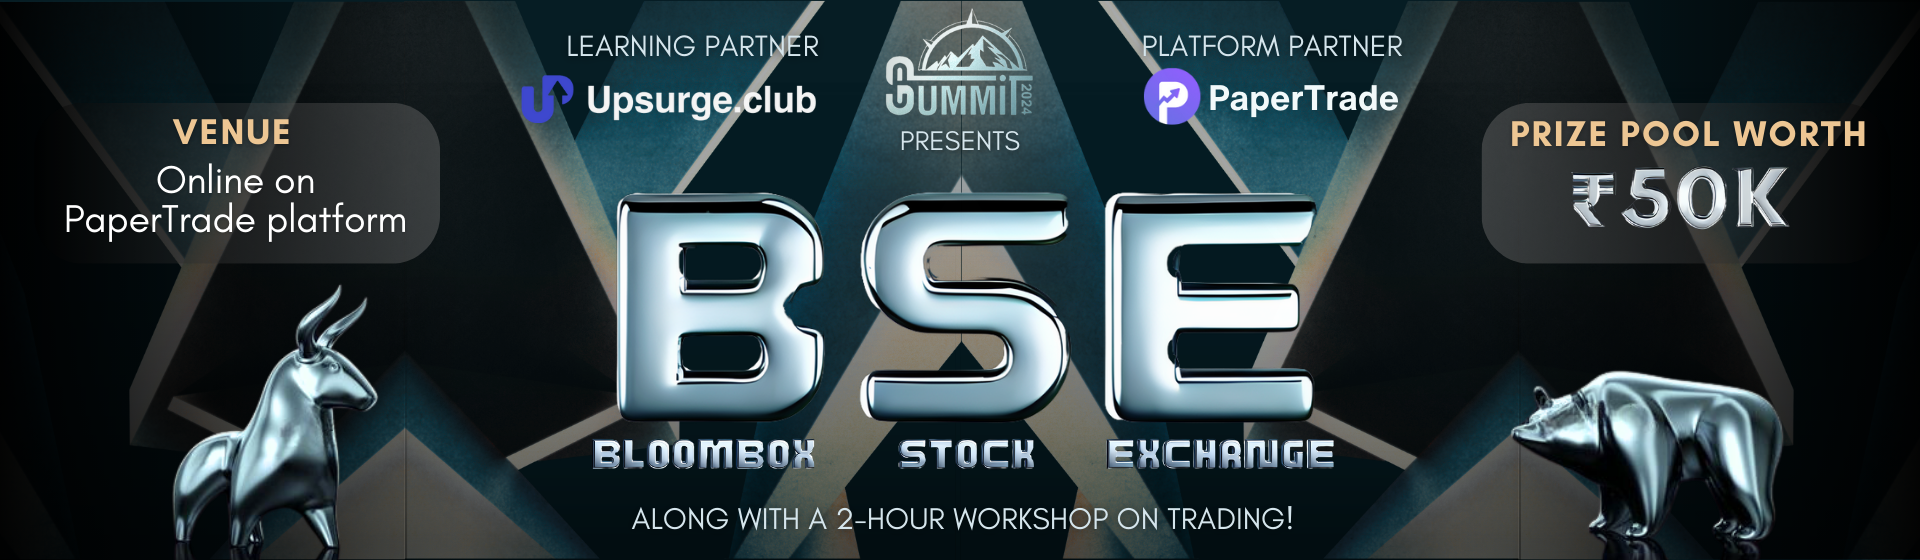 LEARNING PARTNER
Upsurge.club
SUMMIT
2024
PRESENTS
PLATFORM PARTNER
PaperTrade
VENUE
Online on
PaperTrade platform
PRIZE POOL WORTH
₹50K
BSE
BLOOMBOX STOCK EXCHANGE
ALONG WITH A 2-HOUR WORKSHOP ON TRADING!